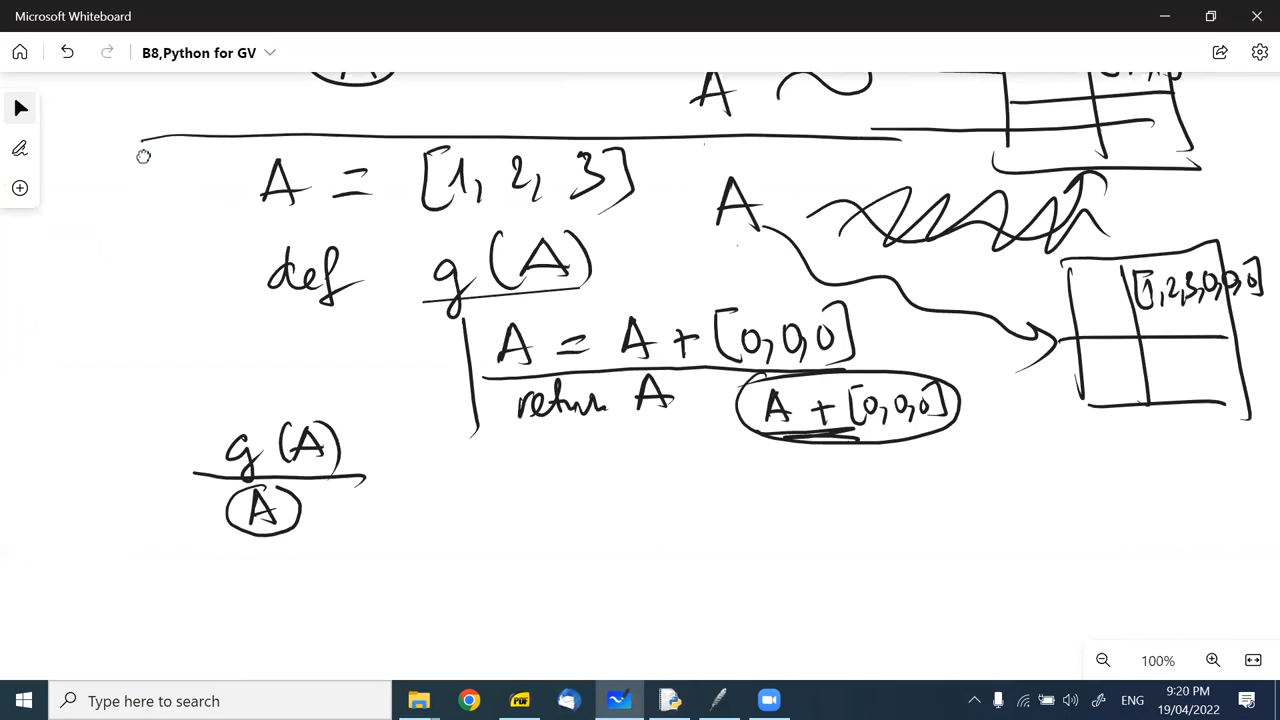 Microsoft Whiteboard
B8,Python for GV
A
A = [1, 2, 3]
A
def g(A)
[1,2,3,0,0,0]
A = A + [0,0,0]
return A
A + [0,0,0]
g(A)
A
100%
Type here to search
PDF
ENG
9:20 PM
19/04/2022